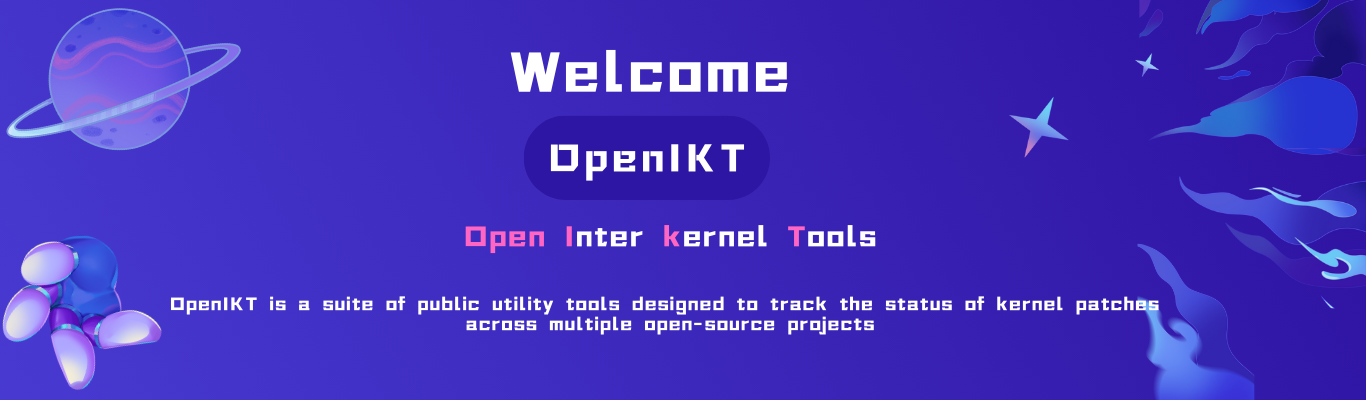 Welcome
OpenIKT
Open Inter kernel Tools
OpenIKT is a suite of public utility tools designed to track the status of kernel patches
across multiple open-source projects